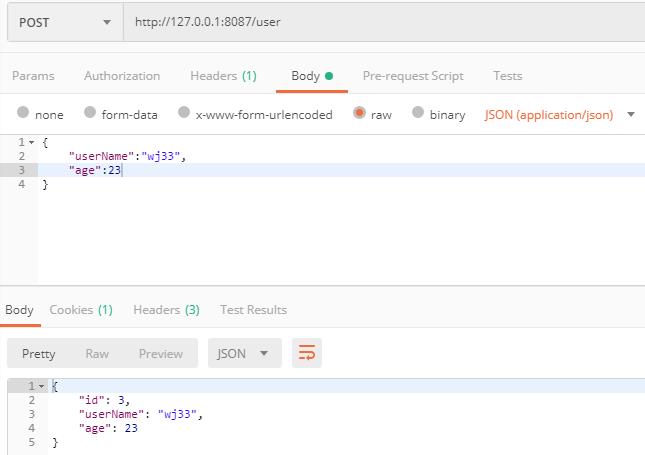 POST http://127.0.0.1:8087/user
Params Authorization Headers (1) Body Pre-request Script Tests
none form-data x-www-form-urlencoded raw binary JSON (application/json)
1 {
2 "userName":"wj33",
3 "age":23
4 }
Body Cookies (1) Headers (3) Test Results
Pretty Raw Preview JSON
1 {
2 "id": 3,
3 "userName": "wj33",
4 "age": 23
5 }